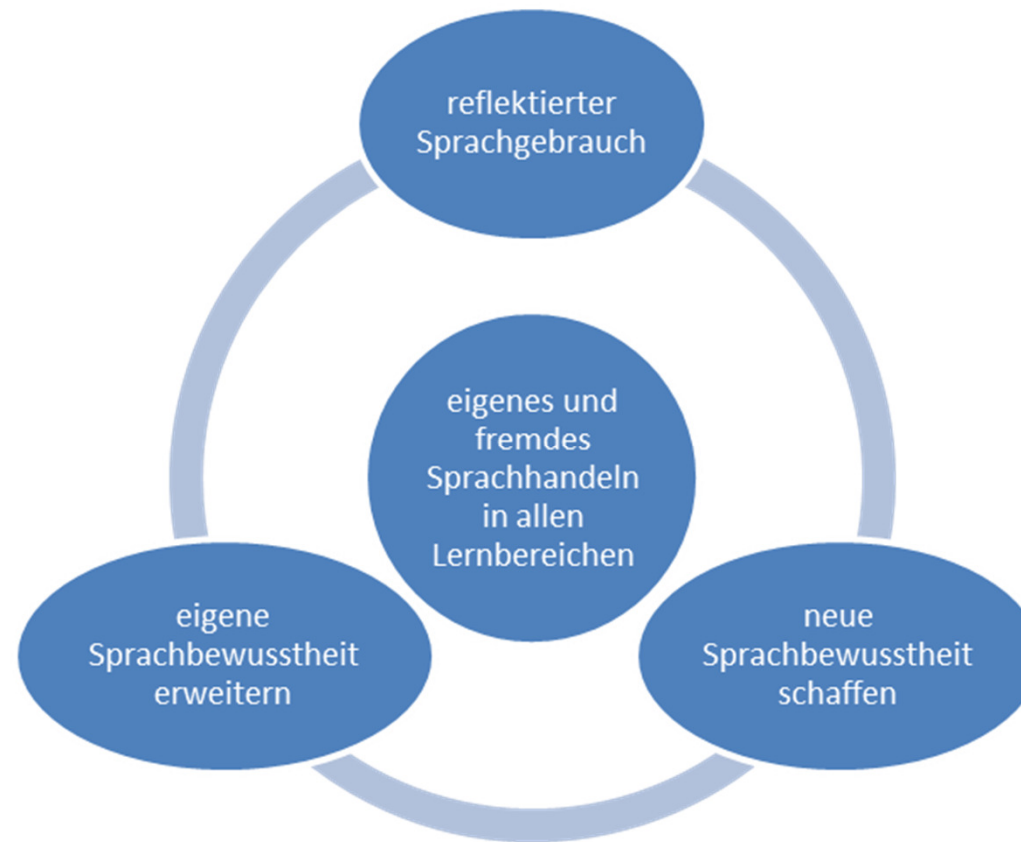 reflektierter
Sprachgebrauch
eigenes und
fremdes
Sprachhandeln
in allen
Lernbereichen
eigene
Sprachbewusstheit
erweitern
neue
Sprachbewusstheit
schaffen